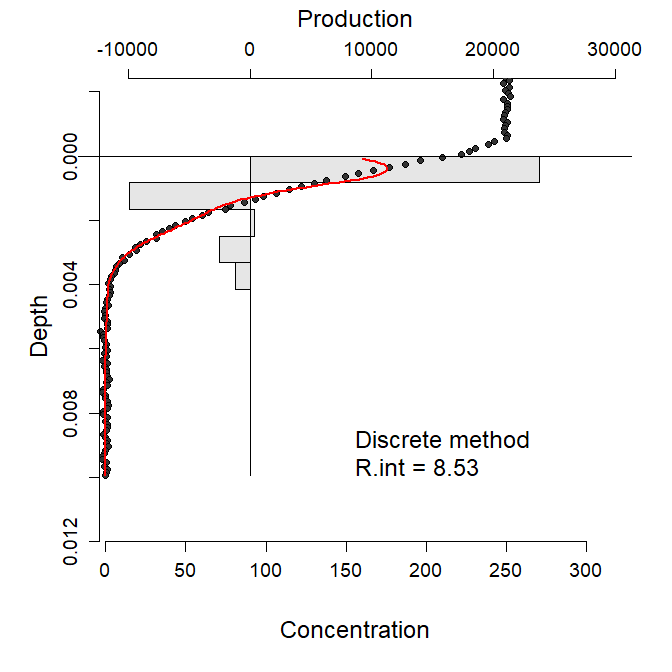 Production
-10000 0 10000 20000 30000
0.000
0.004
0.008
0.012
Depth
Discrete method
R.int = 8.53
0 50 100 150 200 250 300
Concentration